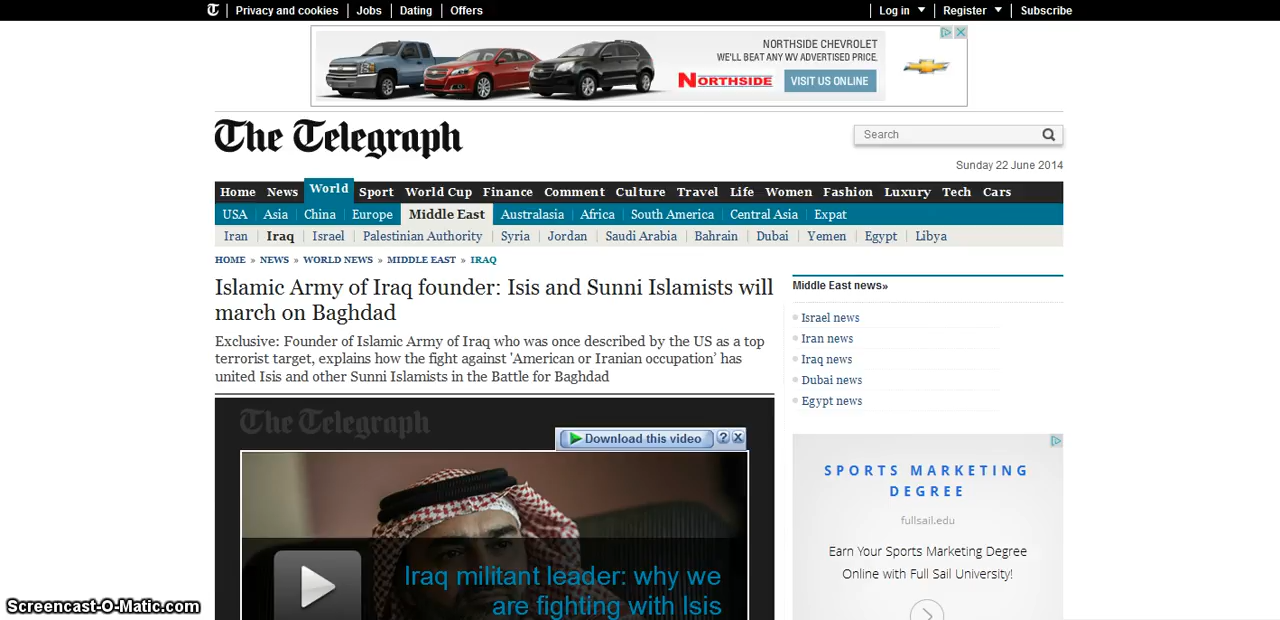 Privacy and cookies Jobs Dating Offers Log in Register Subscribe
NORTHSIDE CHEVROLET
WE'LL BEAT ANY WV ADVERTISED PRICE.
NORTHSIDE VISIT US ONLINE
The Telegraph
Search
Sunday 22 June 2014
Home News World Sport World Cup Finance Comment Culture Travel Life Women Fashion Luxury Tech Cars
USA Asia China Europe Middle East Australasia Africa South America Central Asia Expat
Iran Iraq Israel Palestinian Authority Syria Jordan Saudi Arabia Bahrain Dubai Yemen Egypt Libya
HOME » NEWS » WORLD NEWS » MIDDLE EAST » IRAQ
Islamic Army of Iraq founder: Isis and Sunni Islamists will
march on Baghdad
Exclusive: Founder of Islamic Army of Iraq who was once described by the US as a top
terrorist target, explains how the fight against 'American or Iranian occupation’ has
united Isis and other Sunni Islamists in the Battle for Baghdad
The Telegraph
Download this video ? X
Iraq militant leader: why we
are fighting with Isis
Middle East news»
Israel news
Iran news
Iraq news
Dubai news
Egypt news
SPORTS MARKETING
DEGREE
fullsail.edu
Earn Your Sports Marketing Degree
Online with Full Sail University!
Screencast-O-Matic.com